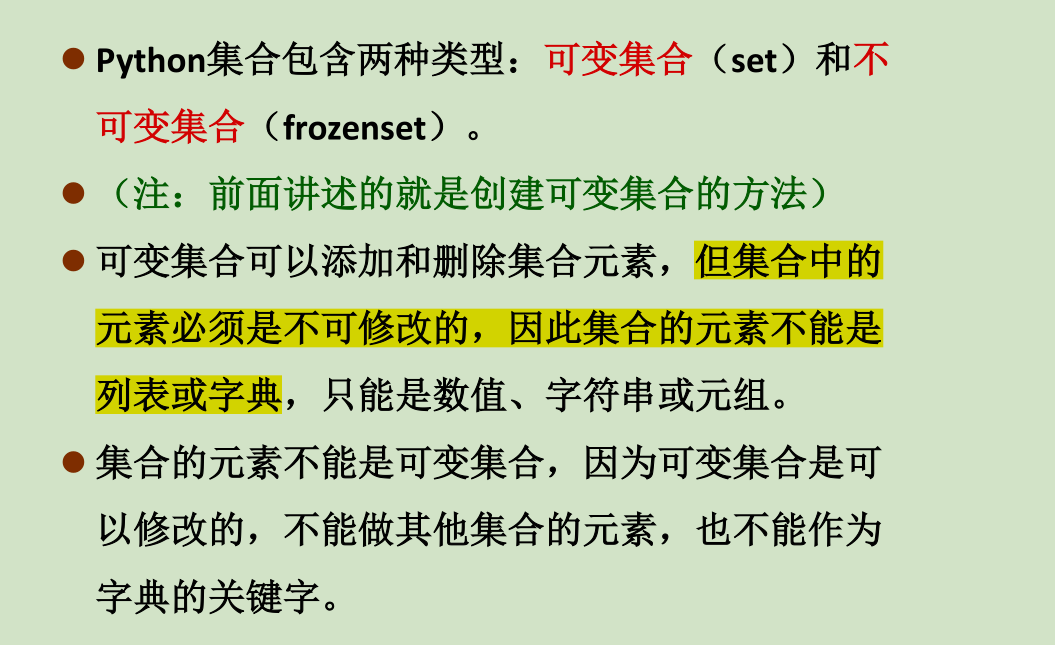 ● Python集合包含两种类型：可变集合（set）和不
可变集合（frozenset）。
● （注：前面讲述的就是创建可变集合的方法）
● 可变集合可以添加和删除集合元素，但集合中的
元素必须是不可修改的，因此集合的元素不能是
列表或字典，只能是数值、字符串或元组。
● 集合的元素不能是可变集合，因为可变集合是可
以修改的，不能做其他集合的元素，也不能作为
字典的关键字。